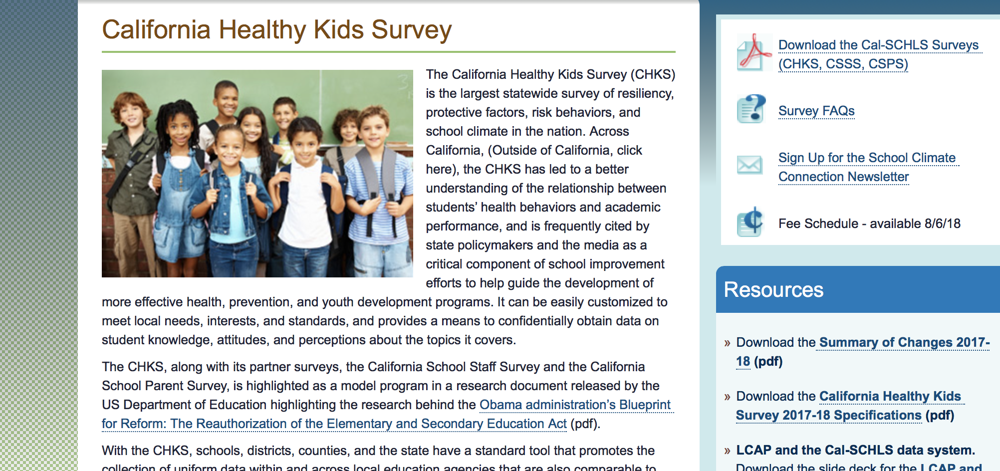 California Healthy Kids Survey
The California Healthy Kids Survey (CHKS)
is the largest statewide survey of resiliency,
protective factors, risk behaviors, and
school climate in the nation. Across
California, (Outside of California, click
here), the CHKS has led to a better
understanding of the relationship between
students’ health behaviors and academic
performance, and is frequently cited by
state policymakers and the media as a
critical component of school improvement
efforts to help guide the development of
more effective health, prevention, and youth development programs. It can be easily customized to
meet local needs, interests, and standards, and provides a means to confidentially obtain data on
student knowledge, attitudes, and perceptions about the topics it covers.
The CHKS, along with its partner surveys, the California School Staff Survey and the California
School Parent Survey, is highlighted as a model program in a research document released by the
US Department of Education highlighting the research behind the Obama administration’s Blueprint
for Reform: The Reauthorization of the Elementary and Secondary Education Act (pdf).
With the CHKS, schools, districts, counties, and the state have a standard tool that promotes the
collection of uniform data within and across local education agencies that are also comparable to
Download the Cal-SCHLS Surveys
(CHKS, CSSS, CSPS)
Survey FAQs
Sign Up for the School Climate
Connection Newsletter
Fee Schedule - available 8/6/18
Resources
» Download the Summary of Changes 2017-
18 (pdf)
» Download the California Healthy Kids
Survey 2017-18 Specifications (pdf)
» LCAP and the Cal-SCHLS data system.
Download the slide deck for the LCAP and